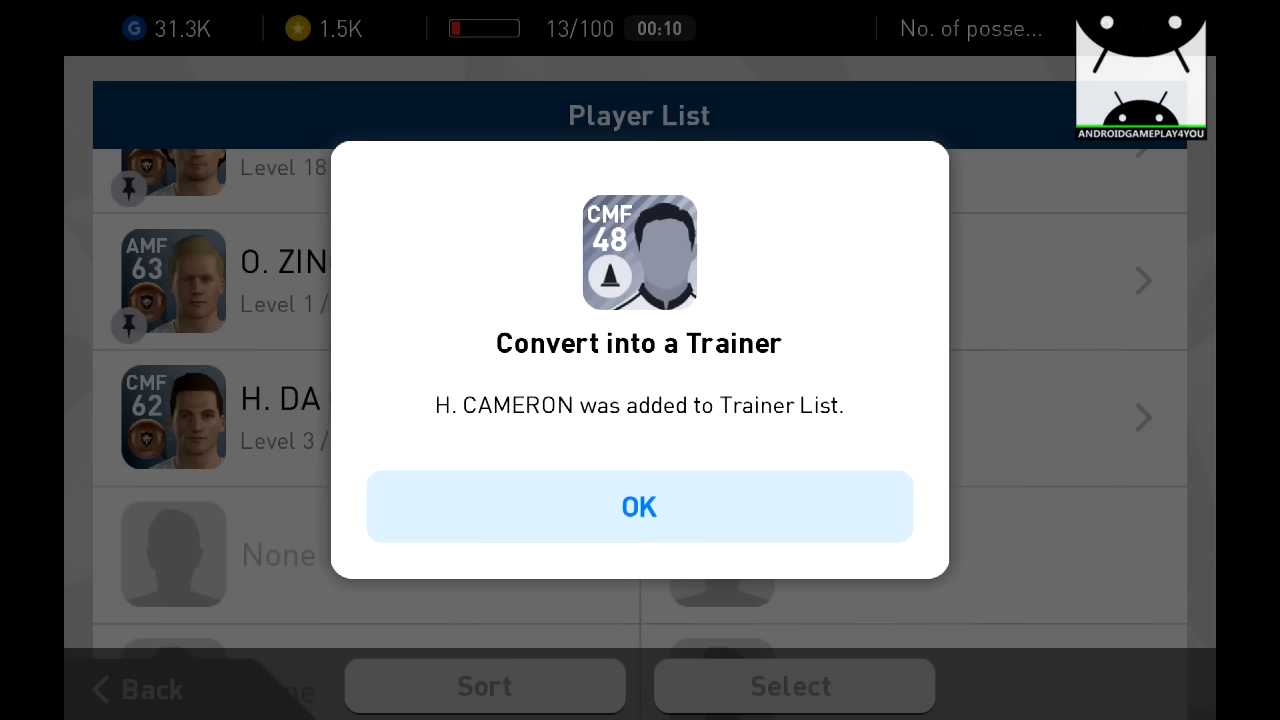 G 31.3K 1.5K 13/100 00:10 No. of posse...
ANDROIDGAMEPLAY4YOU
Player List
Level 18
AMF
63
O. ZIN
Level 1 /
CMF
62
H. DA
Level 3 /
None
CMF
48
Convert into a Trainer
H. CAMERON was added to Trainer List.
OK
Back
Sort
Select